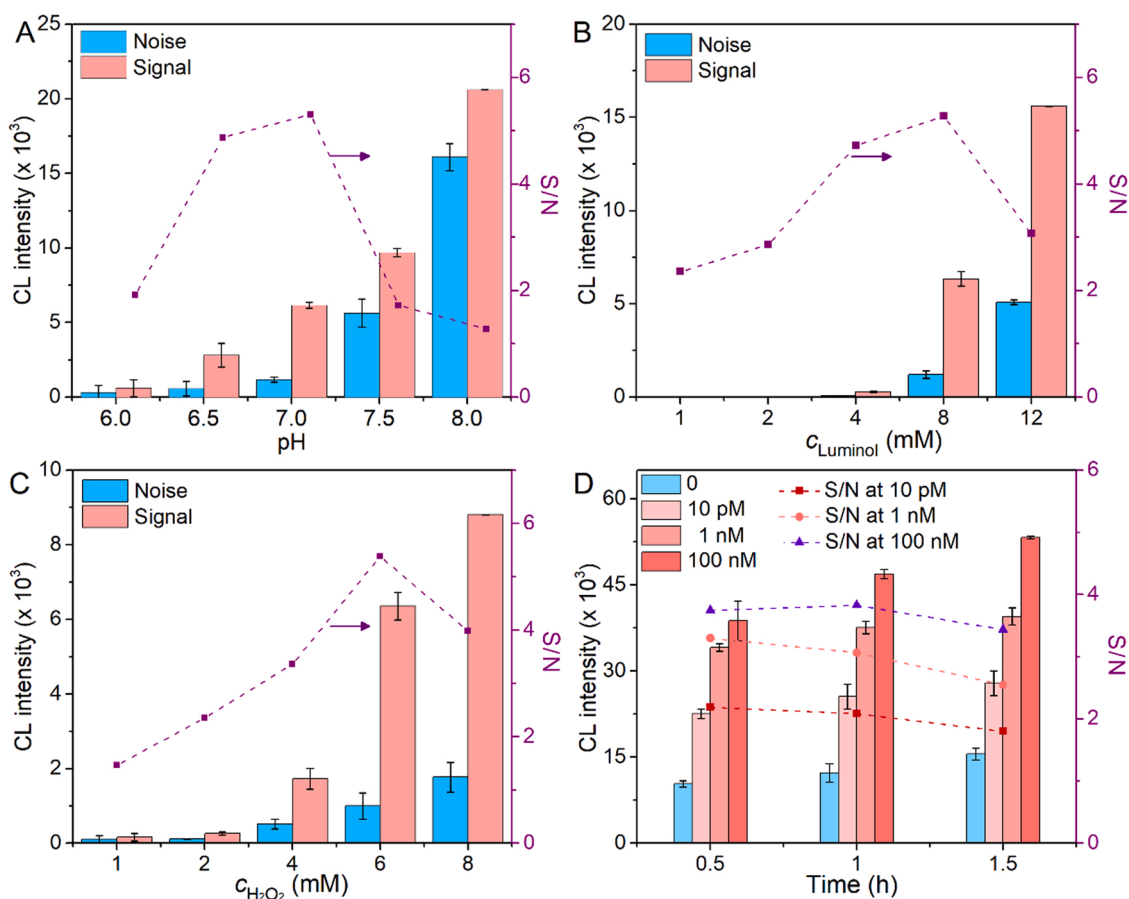 A
Noise
Signal
CL intensity (x 10³)
25
20
15
10
5
0
6
4
2
0
S/N
6.0 6.5 7.0 7.5 8.0
pH
B
Noise
Signal
CL intensity (x 10³)
20
15
10
5
0
6
4
2
0
S/N
1 2 4 8 12
c_Luminol (mM)
C
Noise
Signal
CL intensity (x 10³)
10
8
6
4
2
0
6
4
2
0
S/N
1 2 4 6 8
c_H₂O₂ (mM)
D
0
10 pM
1 nM
100 nM
S/N at 10 pM
S/N at 1 nM
S/N at 100 nM
CL intensity (x 10³)
60
45
30
15
0
6
4
2
0
S/N
0.5 1 1.5
Time (h)